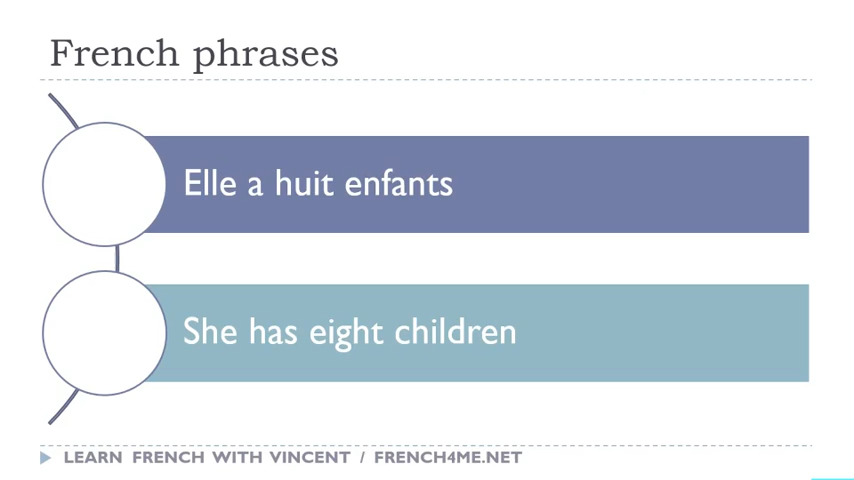 French phrases
Elle a huit enfants
She has eight children
LEARN FRENCH WITH VINCENT / FRENCH4ME.NET